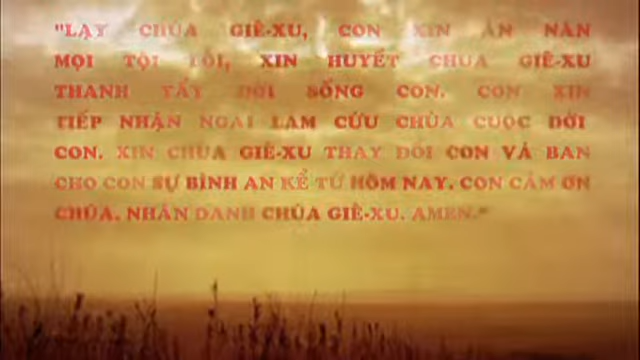 "LẠY CHÚA GIÊ-XU, CON XIN ĂN NĂN
MỌI TỘI LỖI, XIN HUYẾT CHÚA GIÊ-XU
THANH TẨY ĐỜI SỐNG CON. CON XIN
TIẾP NHẬN NGÀI LÀM CỨU CHÚA CUỘC ĐỜI
CON. XIN CHÚA GIÊ-XU THAY ĐỔI CON VÀ BAN
CHO CON SỰ BÌNH AN KỂ TỪ HÔM NAY. CON CẢM ƠN
CHÚA. NHÂN DANH CHÚA GIÊ-XU. AMEN."